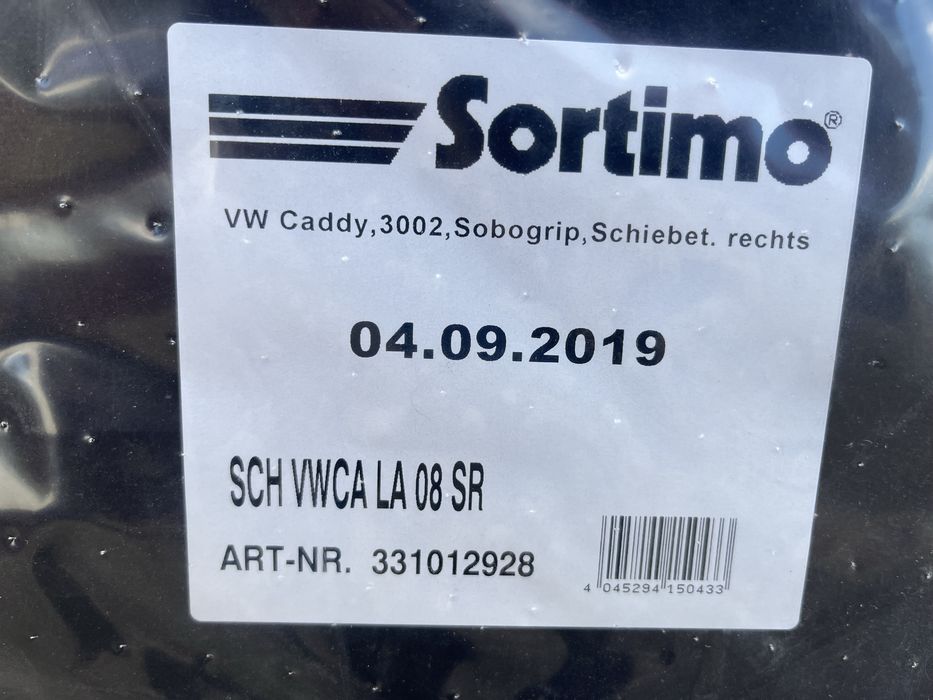 Sortimo®
VW Caddy,3002,Sobogrip,Schiebet. rechts
04.09.2019
SCH VWCA LA 08 SR
ART-NR. 331012928
4 045294 150433